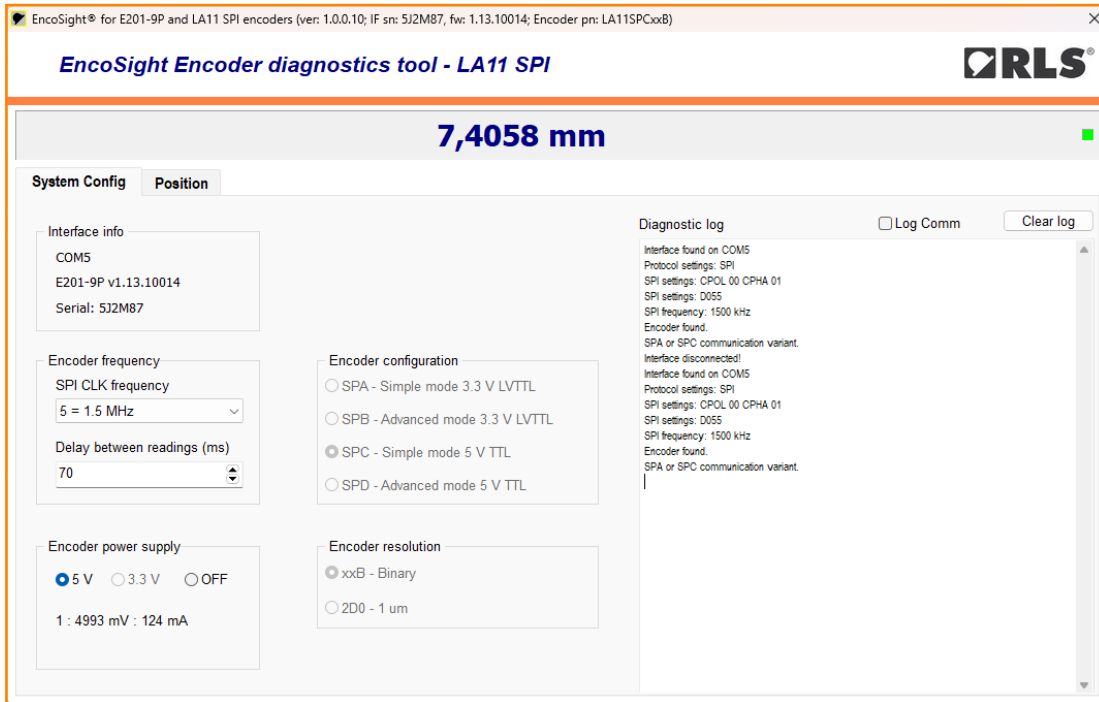 EncoSight® for E201-9P and LA11 SPI encoders (ver: 1.0.0.10; IF sn: 5J2M87, fw: 1.13.10014; Encoder pn: LA11SPCxxB)
EncoSight Encoder diagnostics tool - LA11 SPI
RLS®
7,4058 mm
System Config
Position
Interface info
COM5
E201-9P v1.13.10014
Serial: 5J2M87
Encoder frequency
SPI CLK frequency
5 = 1.5 MHz
Delay between readings (ms)
70
Encoder configuration
SPA - Simple mode 3.3 V LVTTL
SPB - Advanced mode 3.3 V LVTTL
SPC - Simple mode 5 V TTL
SPD - Advanced mode 5 V TTL
Encoder power supply
5 V 3.3 V OFF
1 : 4993 mV : 124 mA
Encoder resolution
xxB - Binary
2D0 - 1 um
Diagnostic log
Log Comm
Clear log
Interface found on COM5
Protocol settings: SPI
SPI settings: CPOL 00 CPHA 01
SPI settings: D055
SPI frequency: 1500 kHz
Encoder found.
SPA or SPC communication variant.
Interface disconnected!
Interface found on COM5
Protocol settings: SPI
SPI settings: CPOL 00 CPHA 01
SPI settings: D055
SPI frequency: 1500 kHz
Encoder found.
SPA or SPC communication variant.